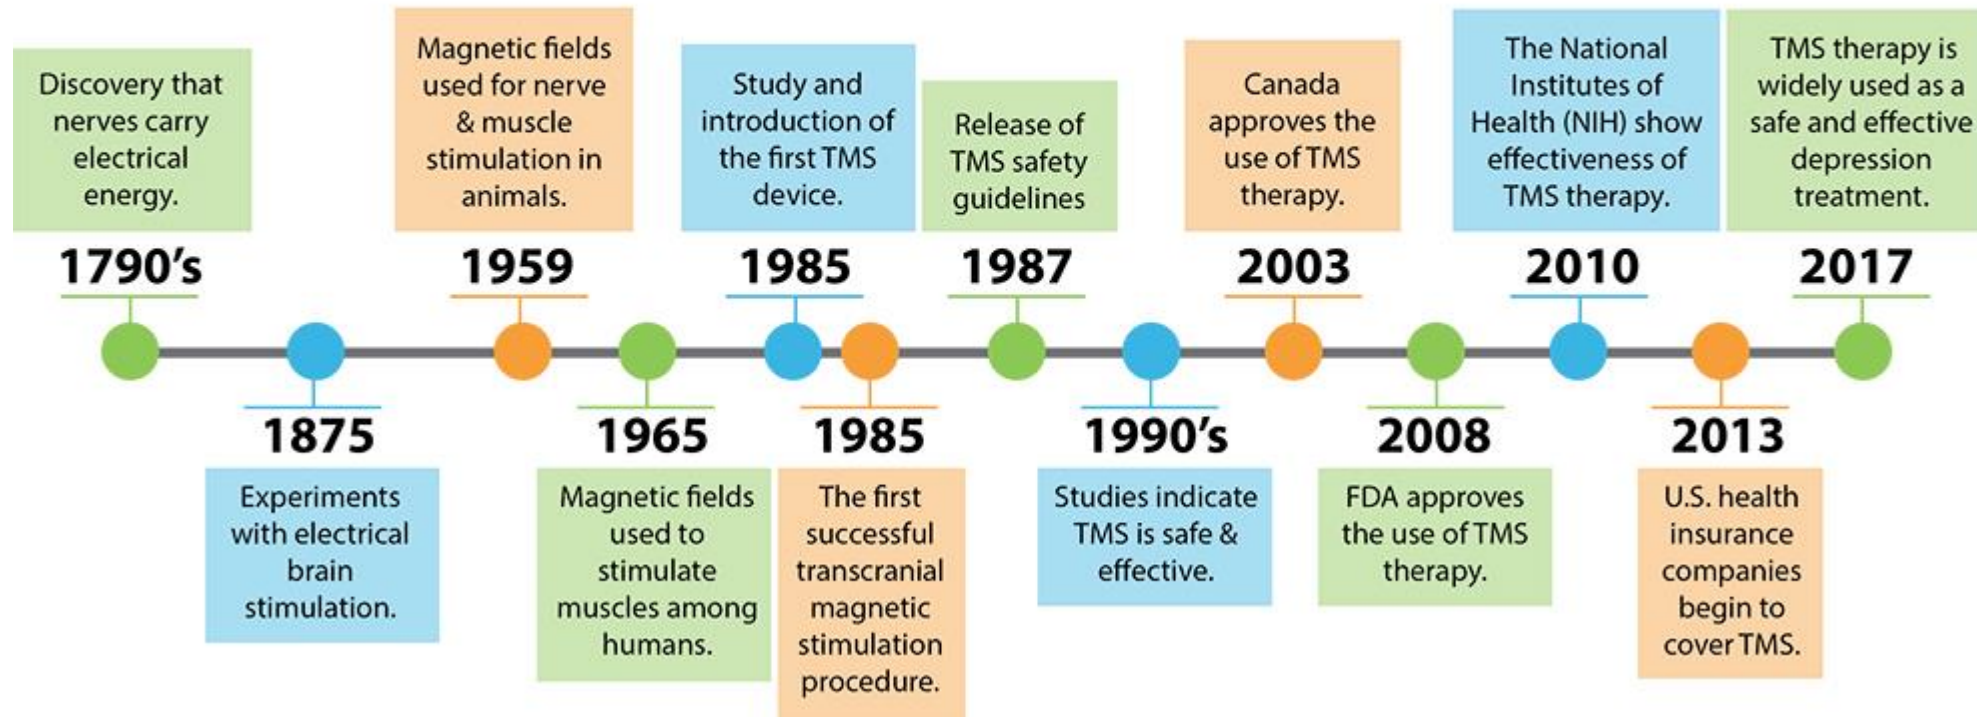 Discovery that
nerves carry
electrical
energy.
1790's
Experiments
with electrical
brain
stimulation.
1875
Magnetic fields
used for nerve
& muscle
stimulation in
animals.
1959
1965
Magnetic fields
used to
stimulate
muscles among
humans.
Study and
introduction of
the first TMS
device.
1985
1985
The first
successful
transcranial
magnetic
stimulation
procedure.
Release of
TMS safety
guidelines
1987
1990's
Studies indicate
TMS is safe &
effective.
Canada
approves the
use of TMS
therapy.
2003
2008
FDA approves
the use of TMS
therapy.
The National
Institutes of
Health (NIH) show
effectiveness of
TMS therapy.
2010
2013
U.S. health
insurance
companies
begin to
cover TMS.
TMS therapy is
widely used as a
safe and effective
depression
treatment.
2017